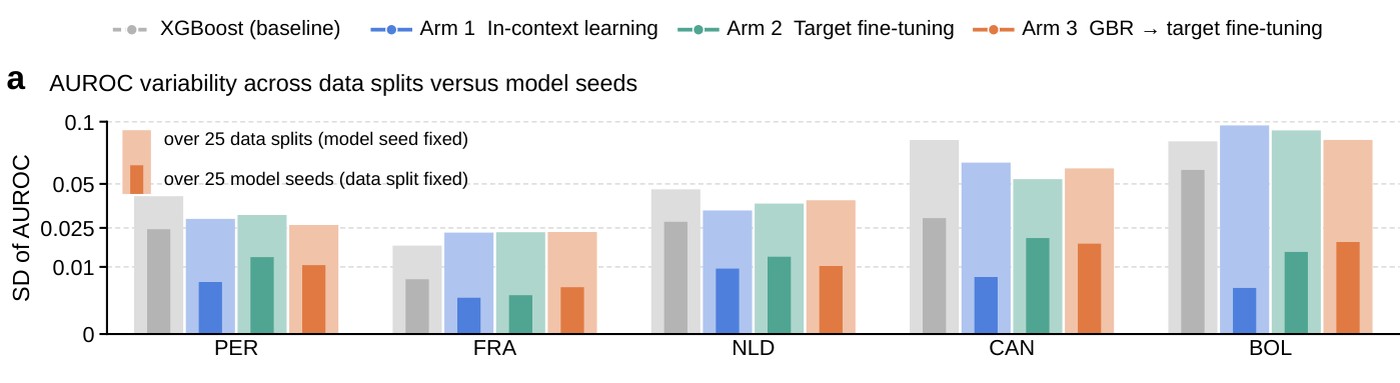 XGBoost (baseline) Arm 1 In-context learning Arm 2 Target fine-tuning Arm 3 GBR → target fine-tuning
a AUROC variability across data splits versus model seeds
SD of AUROC
0.1
over 25 data splits (model seed fixed)
over 25 model seeds (data split fixed)
0.05
0.025
0.01
0
PER FRA NLD CAN BOL